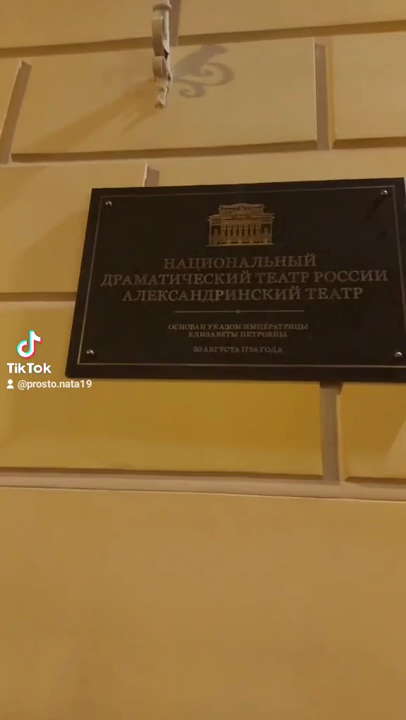 НАЦИОНАЛЬНЫЙ
ДРАМАТИЧЕСКИЙ ТЕАТР РОССИИ
АЛЕКСАНДРИНСКИЙ ТЕАТР
ОСНОВАН УКАЗОМ ИМПЕРАТРИЦЫ
ЕЛИЗАВЕТЫ ПЕТРОВНЫ
30 АВГУСТА 1756 ГОДА
TikTok
@prosto.nata19